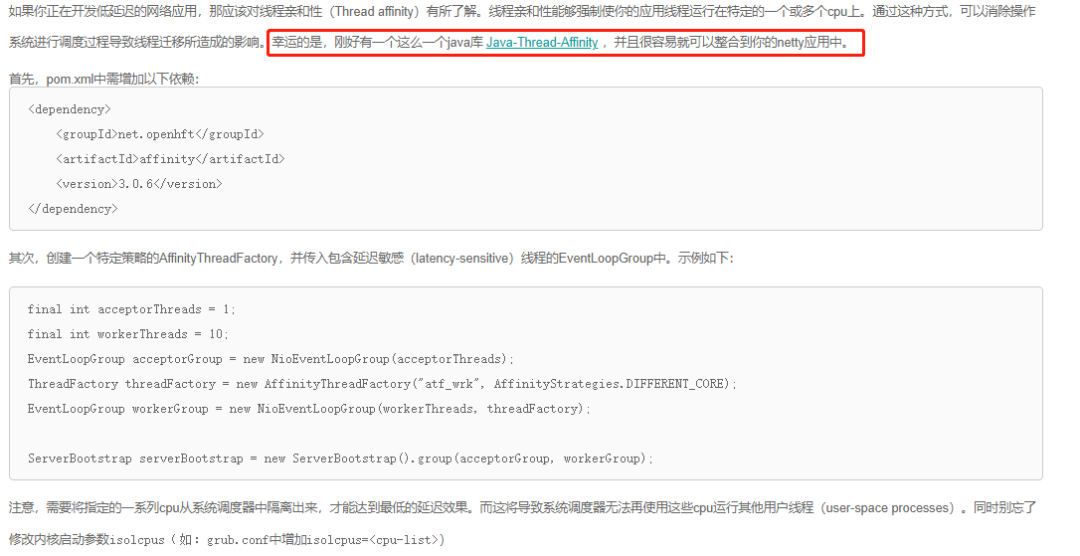 如果你正在开发低延迟的网络应用，那应该对线程亲和性（Thread affinity）有所了解。线程亲和性能够强制使你的应用线程运行在特定的一个或多个cpu上。通过这种方式，可以消除操作
系统进行调度过程导致线程迁移所造成的影响。幸运的是，刚好有一个这么一个java库 Java-Thread-Affinity ，并且很容易就可以整合到你的netty应用中。
首先，pom.xml中需增加以下依赖:
<dependency>
    <groupId>net.openhft</groupId>
    <artifactId>affinity</artifactId>
    <version>3.0.6</version>
</dependency>
其次，创建一个特定策略的AffinityThreadFactory，并传入包含延迟敏感（latency-sensitive）线程的EventLoopGroup中。示例如下:
final int acceptorThreads = 1;
final int workerThreads = 10;
EventLoopGroup acceptorGroup = new NioEventLoopGroup(acceptorThreads);
ThreadFactory threadFactory = new AffinityThreadFactory("atf_wrk", AffinityStrategies.DIFFERENT_CORE);
EventLoopGroup workerGroup = new NioEventLoopGroup(workerThreads, threadFactory);
ServerBootstrap serverBootstrap = new ServerBootstrap().group(acceptorGroup, workerGroup);
注意，需要将指定的一系列cpu从系统调度器中隔离出来，才能达到最低的延迟效果。而这将导致系统调度器无法再使用这些cpu运行其他用户线程（user-space processes）。同时别忘了
修改内核启动参数isolcpus（如：grub.conf中增加isolcpus=<cpu-list>）